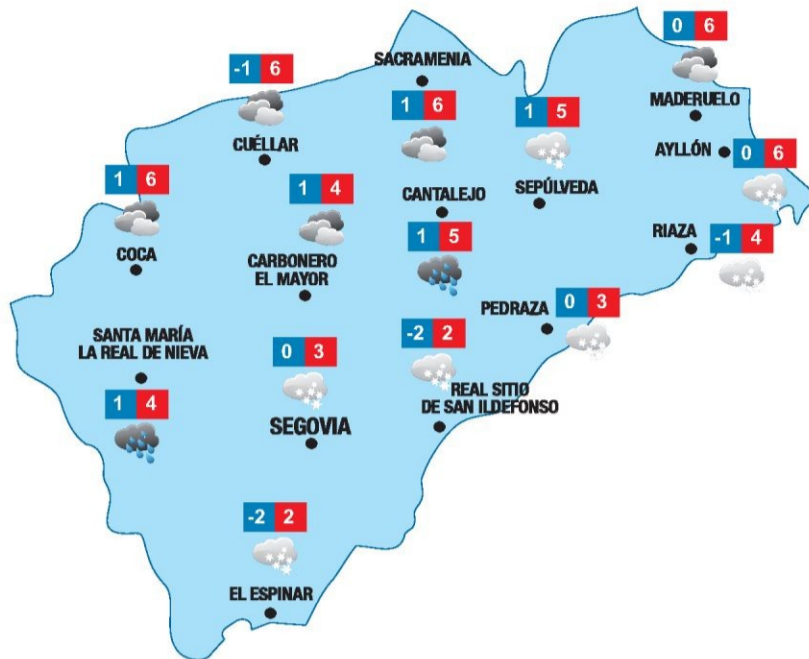 0 6
MADERUELO
SACRAMENIA
1 6
-1 6
CUÉLLAR
1 5
SEPÚLVEDA
AYLLÓN
0 6
1 6
COCA
1 4
CARBONERO
EL MAYOR
CANTALEJO
1 5
RIAZA
-1 4
PEDRAZA
0 3
SANTA MARÍA
LA REAL DE NIEVA
1 4
0 3
SEGOVIA
-2 2
REAL SITIO
DE SAN ILDEFONSO
-2 2
EL ESPINAR